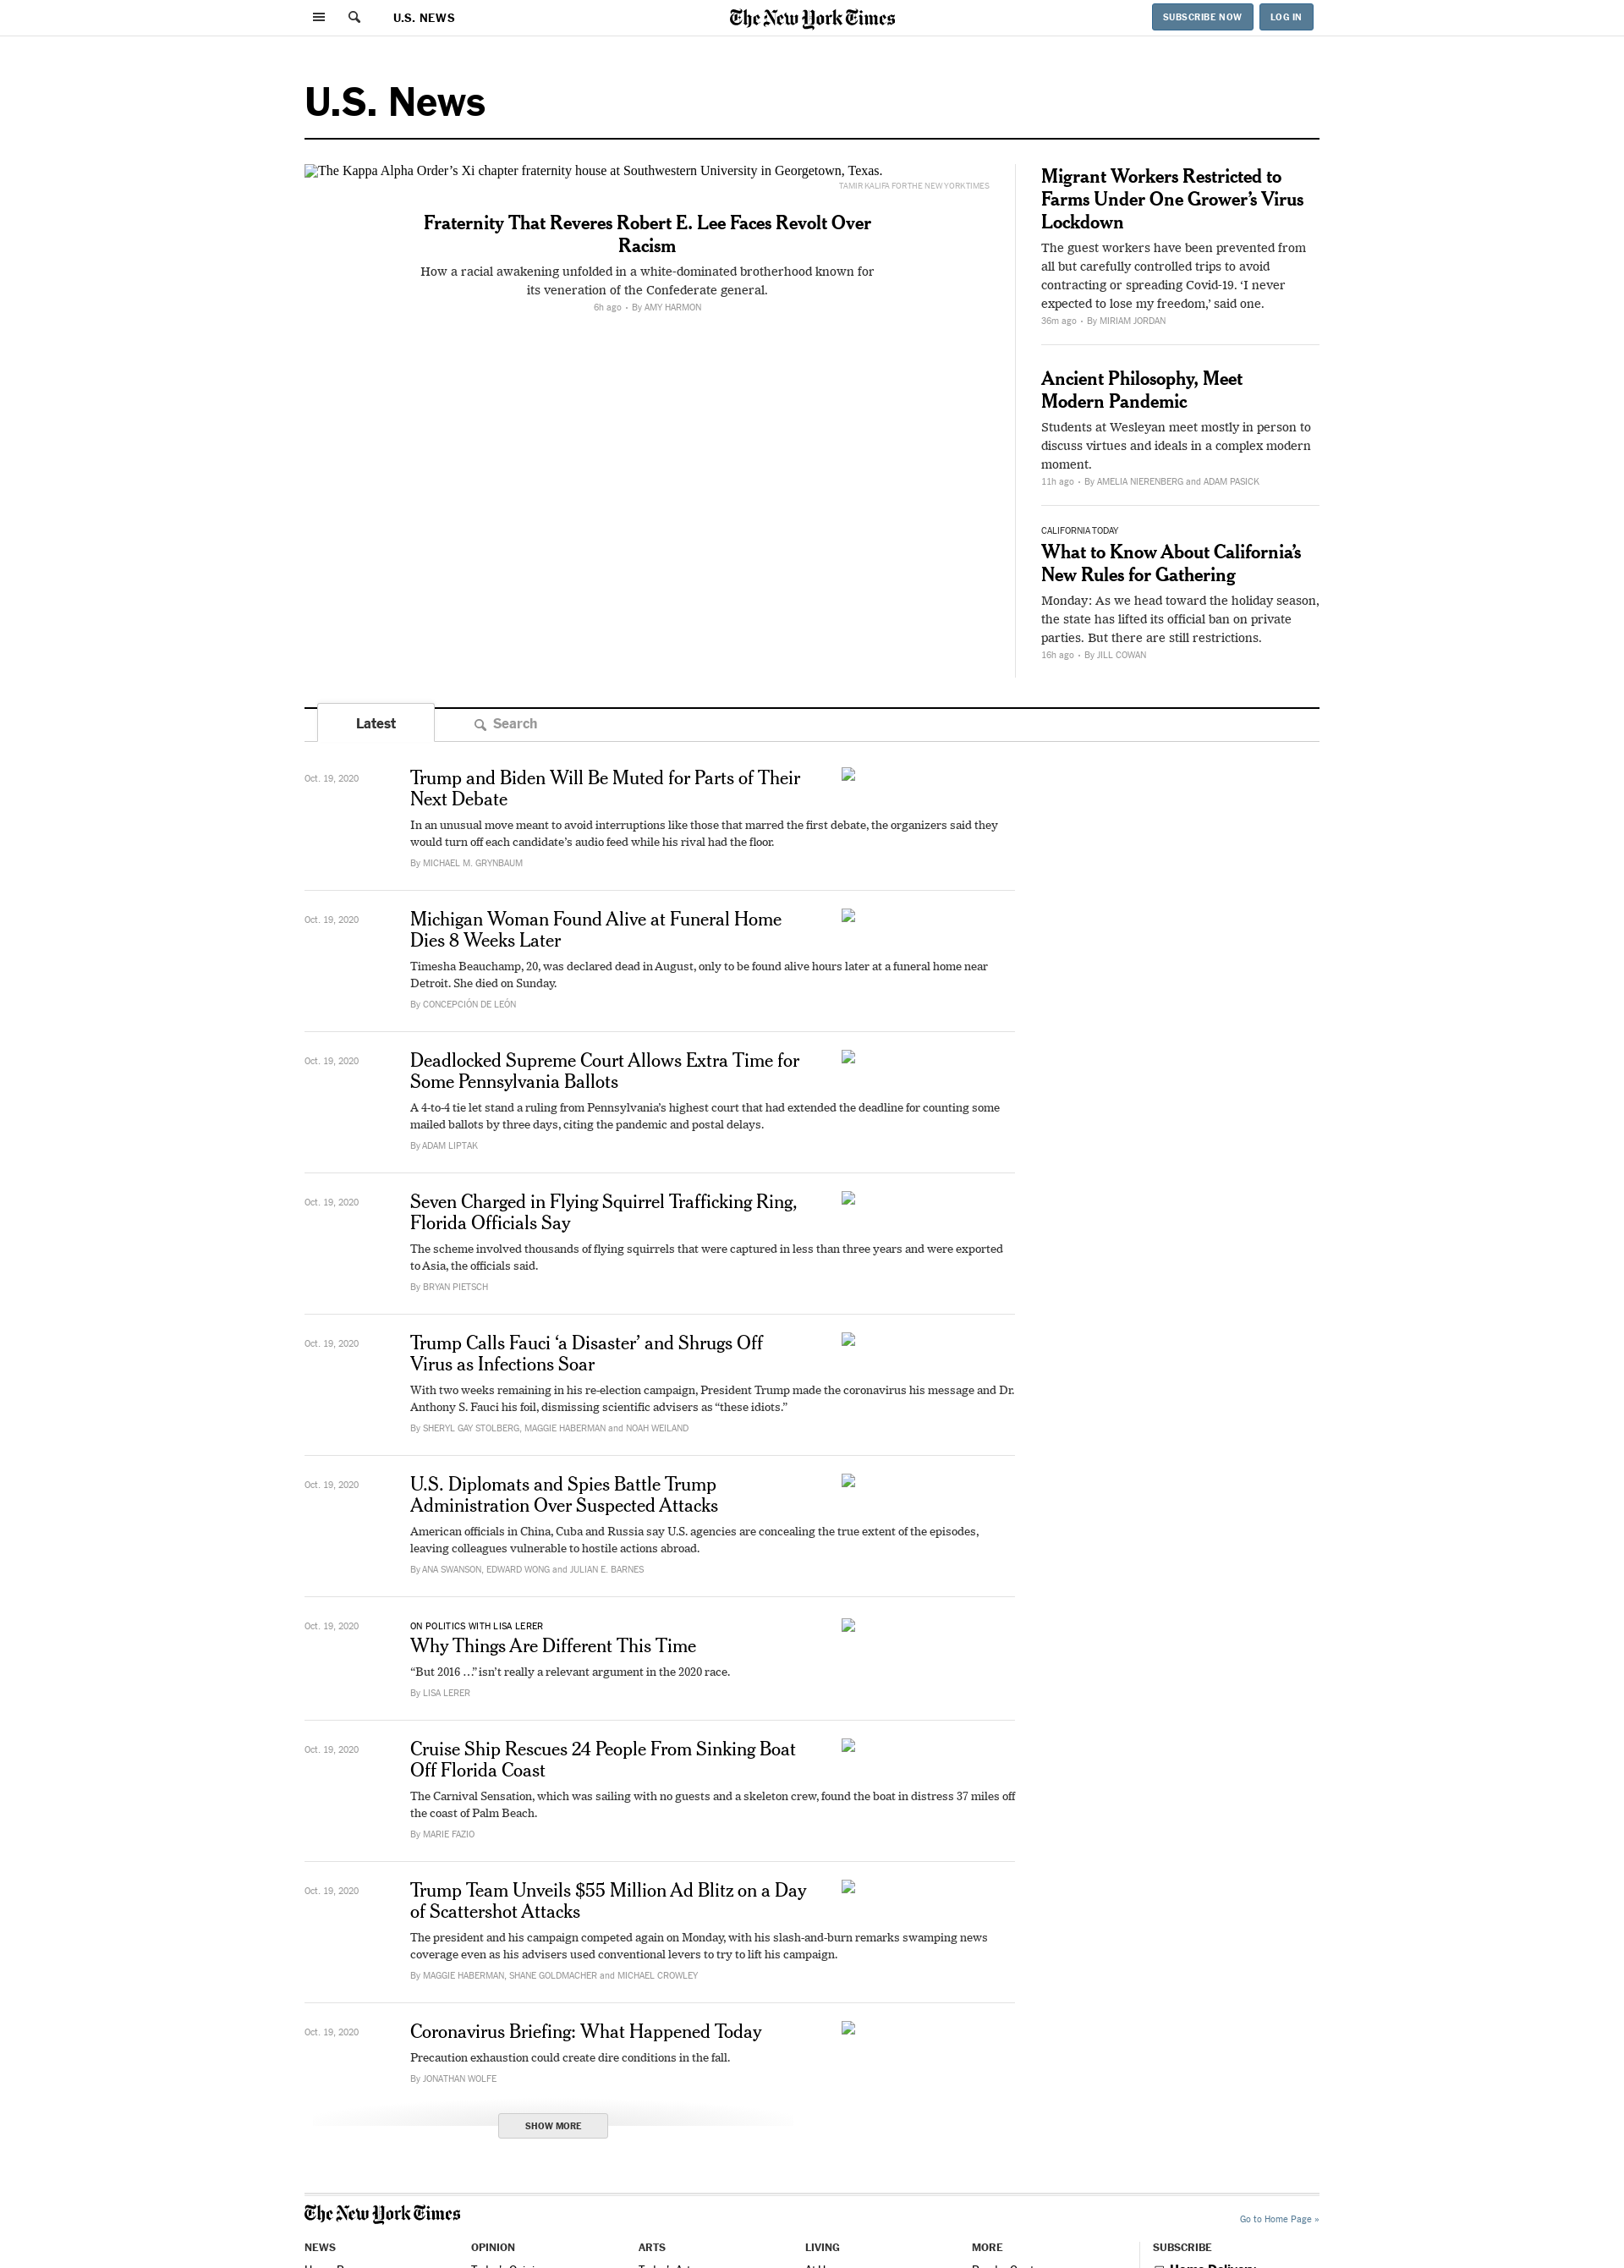 U.S. NEWS
The New York Times
SUBSCRIBE NOW
LOG IN
U.S. News
The Kappa Alpha Order’s Xi chapter fraternity house at Southwestern University in Georgetown, Texas.
TAMIR KALIFA FOR THE NEW YORK TIMES
Fraternity That Reveres Robert E. Lee Faces Revolt Over
Racism
How a racial awakening unfolded in a white-dominated brotherhood known for
its veneration of the Confederate general.
6h ago • By AMY HARMON
Migrant Workers Restricted to
Farms Under One Grower’s Virus
Lockdown
The guest workers have been prevented from
all but carefully controlled trips to avoid
contracting or spreading Covid-19. ‘I never
expected to lose my freedom,’ said one.
36m ago • By MIRIAM JORDAN
Ancient Philosophy, Meet
Modern Pandemic
Students at Wesleyan meet mostly in person to
discuss virtues and ideals in a complex modern
moment.
11h ago • By AMELIA NIERENBERG and ADAM PASICK
CALIFORNIA TODAY
What to Know About California’s
New Rules for Gathering
Monday: As we head toward the holiday season,
the state has lifted its official ban on private
parties. But there are still restrictions.
16h ago • By JILL COWAN
Latest
Search
Oct. 19, 2020
Trump and Biden Will Be Muted for Parts of Their
Next Debate
In an unusual move meant to avoid interruptions like those that marred the first debate, the organizers said they
would turn off each candidate’s audio feed while his rival had the floor.
By MICHAEL M. GRYNBAUM
Oct. 19, 2020
Michigan Woman Found Alive at Funeral Home
Dies 8 Weeks Later
Timesha Beauchamp, 20, was declared dead in August, only to be found alive hours later at a funeral home near
Detroit. She died on Sunday.
By CONCEPCIÓN DE LEÓN
Oct. 19, 2020
Deadlocked Supreme Court Allows Extra Time for
Some Pennsylvania Ballots
A 4-to-4 tie let stand a ruling from Pennsylvania’s highest court that had extended the deadline for counting some
mailed ballots by three days, citing the pandemic and postal delays.
By ADAM LIPTAK
Oct. 19, 2020
Seven Charged in Flying Squirrel Trafficking Ring,
Florida Officials Say
The scheme involved thousands of flying squirrels that were captured in less than three years and were exported
to Asia, the officials said.
By BRYAN PIETSCH
Oct. 19, 2020
Trump Calls Fauci ‘a Disaster’ and Shrugs Off
Virus as Infections Soar
With two weeks remaining in his re-election campaign, President Trump made the coronavirus his message and Dr.
Anthony S. Fauci his foil, dismissing scientific advisers as “these idiots.”
By SHERYL GAY STOLBERG, MAGGIE HABERMAN and NOAH WEILAND
Oct. 19, 2020
U.S. Diplomats and Spies Battle Trump
Administration Over Suspected Attacks
American officials in China, Cuba and Russia say U.S. agencies are concealing the true extent of the episodes,
leaving colleagues vulnerable to hostile actions abroad.
By ANA SWANSON, EDWARD WONG and JULIAN E. BARNES
Oct. 19, 2020
ON POLITICS WITH LISA LERER
Why Things Are Different This Time
“But 2016 …” isn’t really a relevant argument in the 2020 race.
By LISA LERER
Oct. 19, 2020
Cruise Ship Rescues 24 People From Sinking Boat
Off Florida Coast
The Carnival Sensation, which was sailing with no guests and a skeleton crew, found the boat in distress 37 miles off
the coast of Palm Beach.
By MARIE FAZIO
Oct. 19, 2020
Trump Team Unveils $55 Million Ad Blitz on a Day
of Scattershot Attacks
The president and his campaign competed again on Monday, with his slash-and-burn remarks swamping news
coverage even as his advisers used conventional levers to try to lift his campaign.
By MAGGIE HABERMAN, SHANE GOLDMACHER and MICHAEL CROWLEY
Oct. 19, 2020
Coronavirus Briefing: What Happened Today
Precaution exhaustion could create dire conditions in the fall.
By JONATHAN WOLFE
SHOW MORE
The New York Times
Go to Home Page »
NEWS
OPINION
ARTS
LIVING
MORE
SUBSCRIBE